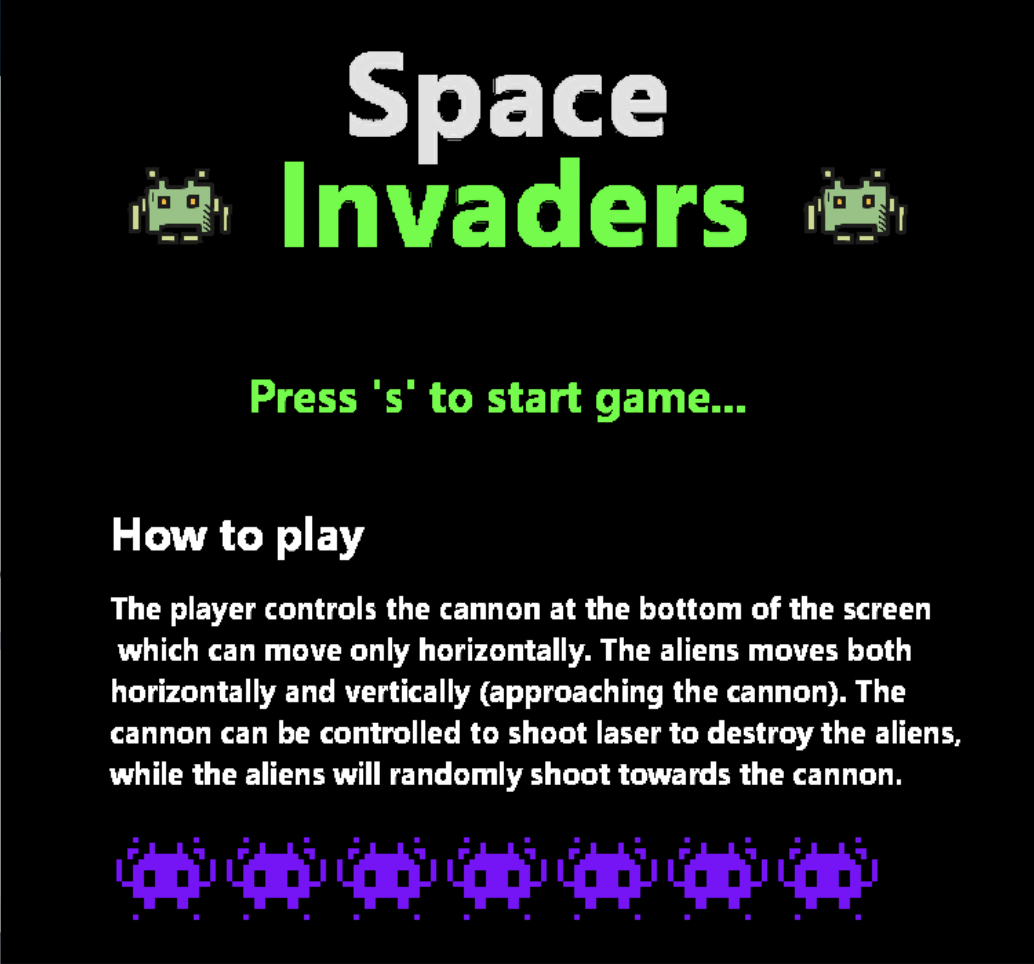 Space
Invaders
Press 's' to start game...
How to play
The player controls the cannon at the bottom of the screen
which can move only horizontally. The aliens moves both
horizontally and vertically (approaching the cannon). The
cannon can be controlled to shoot laser to destroy the aliens,
while the aliens will randomly shoot towards the cannon.